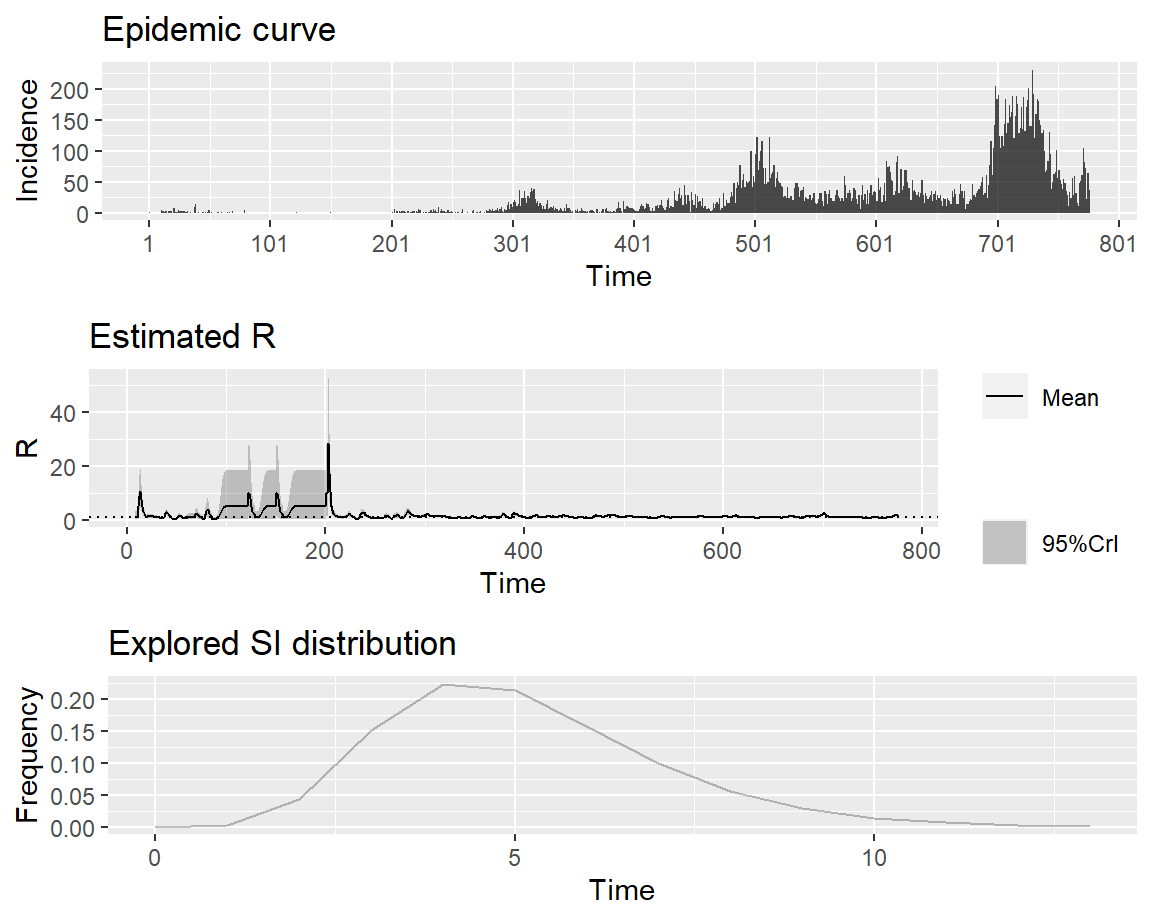 Epidemic curve
Incidence
200
150
100
50
0
1 101 201 301 401 501 601 701 801
Time
Estimated R
R
40
20
0
0 200 400 600 800
Time
Mean
95%CrI
Explored SI distribution
Frequency
0.20
0.15
0.10
0.05
0.00
0 5 10
Time